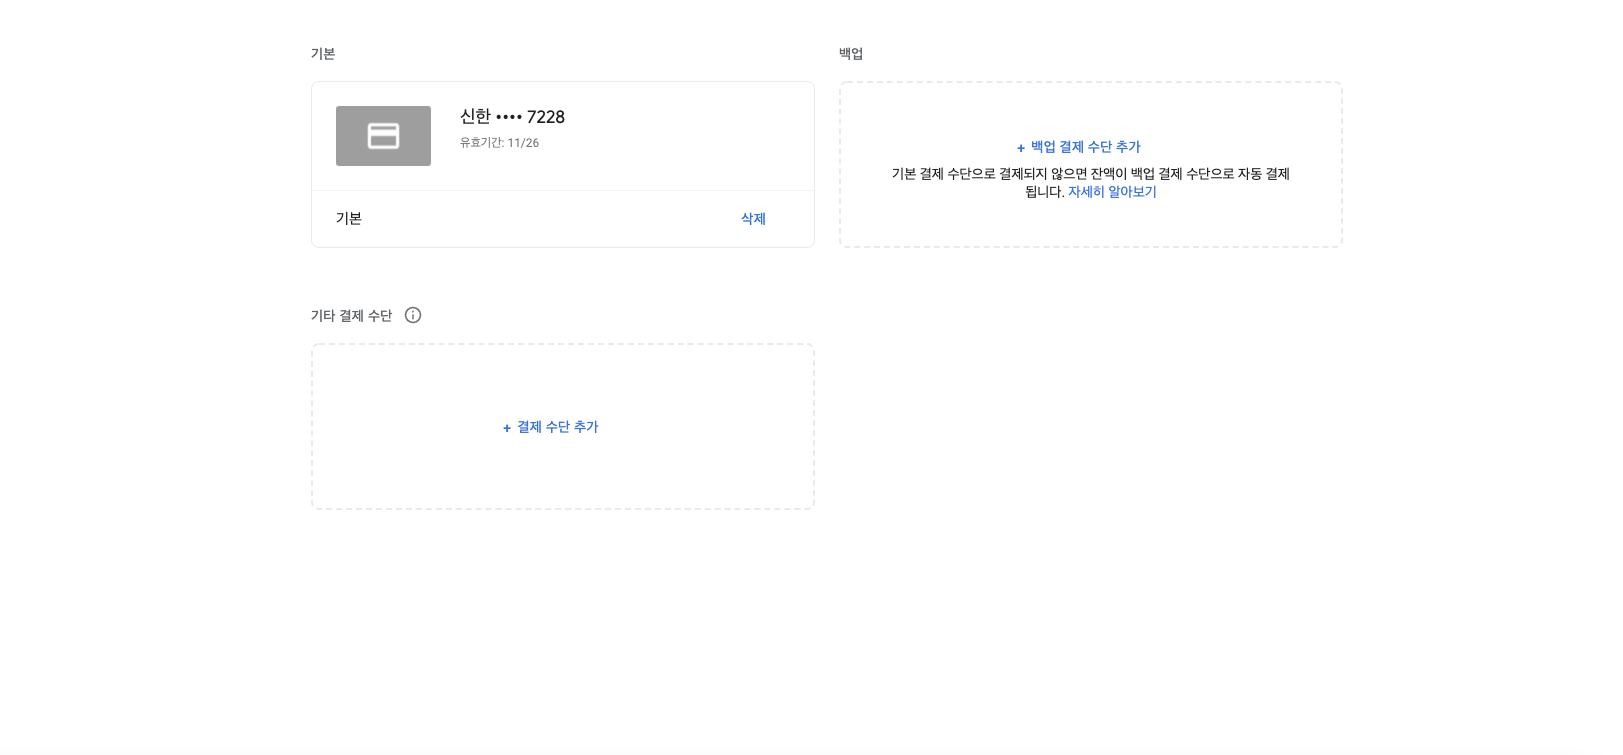 기본
신한 •••• 7228
유효기간: 11/26
기본
삭제
백업
+ 백업 결제 수단 추가
기본 결제 수단으로 결제되지 않으면 잔액이 백업 결제 수단으로 자동 결제
됩니다. 자세히 알아보기
기타 결제 수단
+ 결제 수단 추가